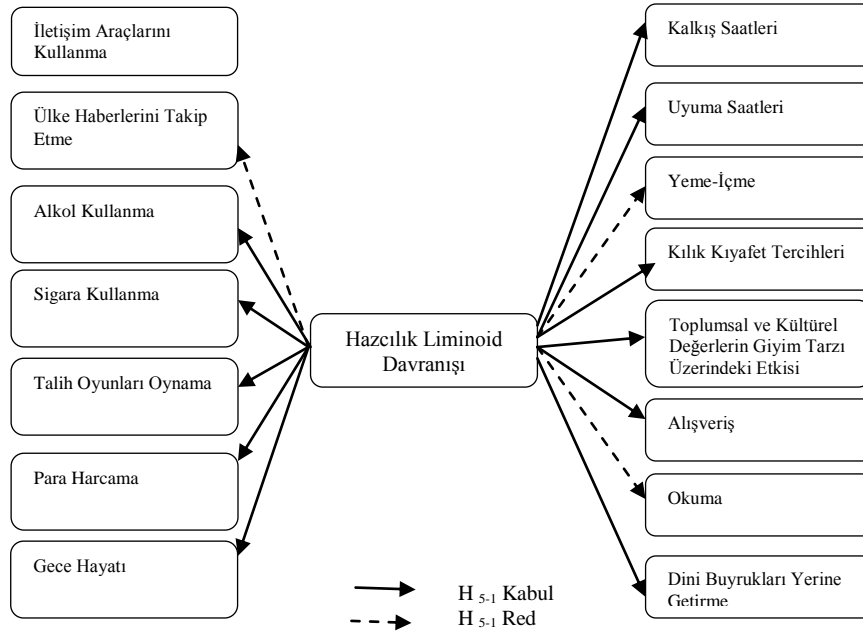 İletişim Araçlarını
Kullanma
Ülke Haberlerini Takip
Etme
Alkol Kullanma
Sigara Kullanma
Talih Oyunları Oynama
Para Harcama
Gece Hayatı
Hazcılık Liminoid
Davranışı
Kalkış Saatleri
Uyuma Saatleri
Yeme-İçme
Kılık Kıyafet Tercihleri
Toplumsal ve Kültürel
Değerlerin Giyim Tarzı
Üzerindeki Etkisi
Alışveriş
Okuma
Dini Buyrukları Yerine
Getirme
H 5-1 Kabul
H 5-1 Red